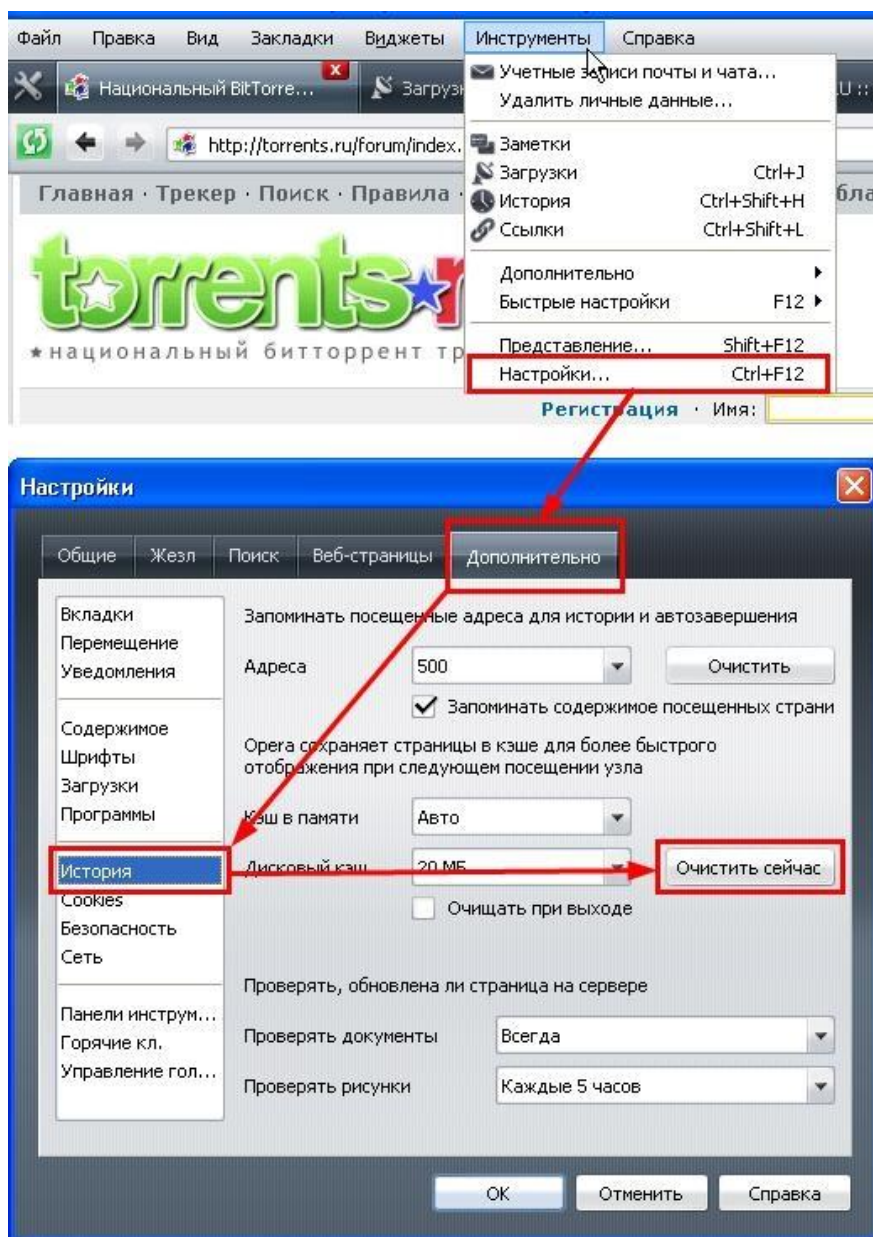 Файл Правка Вид Закладки Виджеты Инструменты Справка
Национальный BitTorre... Загруз U ::
http://torrents.ru/forum/index.
Главная · Трекер · Поиск · Правила · бла
torrents.r
национальный битторрент тр
Учетные записи почты и чата...
Удалить личные данные...
Заметки
Загрузки Ctrl+J
История Ctrl+Shift+H
Ссылки Ctrl+Shift+L
Дополнительно
Быстрые настройки F12
Представление... Shift+F12
Настройки... Ctrl+F12
Регистрация · Имя:
Настройки
Общие Жезл Поиск Веб-страницы Дополнительно
Вкладки
Перемещение
Уведомления
Содержимое
Шрифты
Загрузки
Программы
История
Cookies
Безопасность
Сеть
Панели инструм...
Горячие кл.
Управление гол...
Запоминать посещенные адреса для истории и автозавершения
Адреса 500 Очистить
Запоминать содержимое посещенных страни
Opera сохраняет страницы в кэше для более быстрого
отображения при следующем посещении узла
Кэш в памяти Авто
Дисковый кэш 20 МБ Очистить сейчас
Очищать при выходе
Проверять, обновлена ли страница на сервере
Проверять документы Всегда
Проверять рисунки Каждые 5 часов
OK Отменить Справка